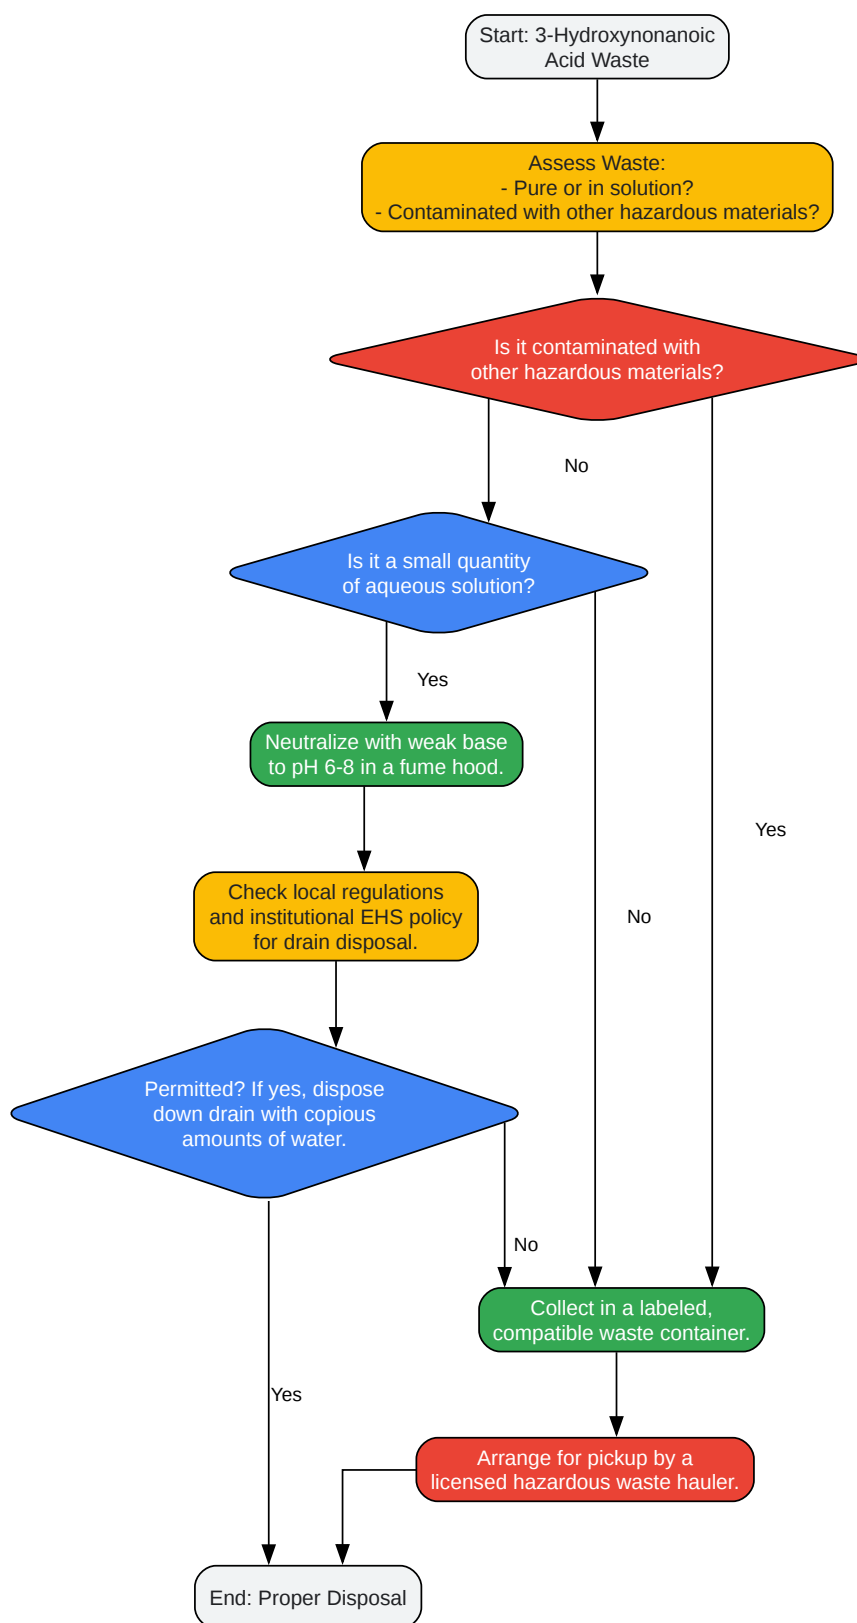 Start: 3-Hydroxynonanoic
Acid Waste
Assess Waste:
- Pure or in solution?
- Contaminated with other hazardous materials?
Is it contaminated with
other hazardous materials?
No
Is it a small quantity
of aqueous solution?
Yes
Neutralize with weak base
to pH 6-8 in a fume hood.
Yes
Check local regulations
and institutional EHS policy
for drain disposal.
No
Permitted? If yes, dispose
down drain with copious
amounts of water.
No
Collect in a labeled,
compatible waste container.
Yes
Arrange for pickup by a
licensed hazardous waste hauler.
End: Proper Disposal